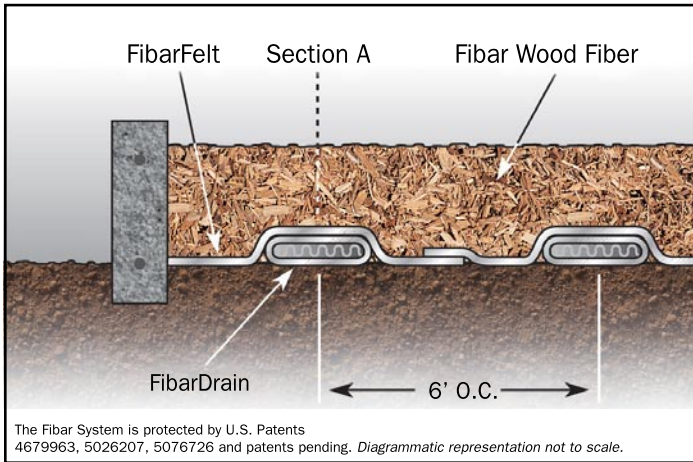 FibarFelt Section A Fibar Wood Fiber
FibarDrain
6’ O.C.
The Fibar System is protected by U.S. Patents
4679963, 5026207, 5076726 and patents pending. Diagrammatic representation not to scale.